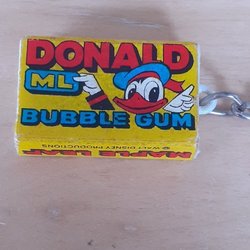 DONALD
ML
BUBBLE GUM
MAPLE LEAF
© WALT DISNEY PRODUCTIONS